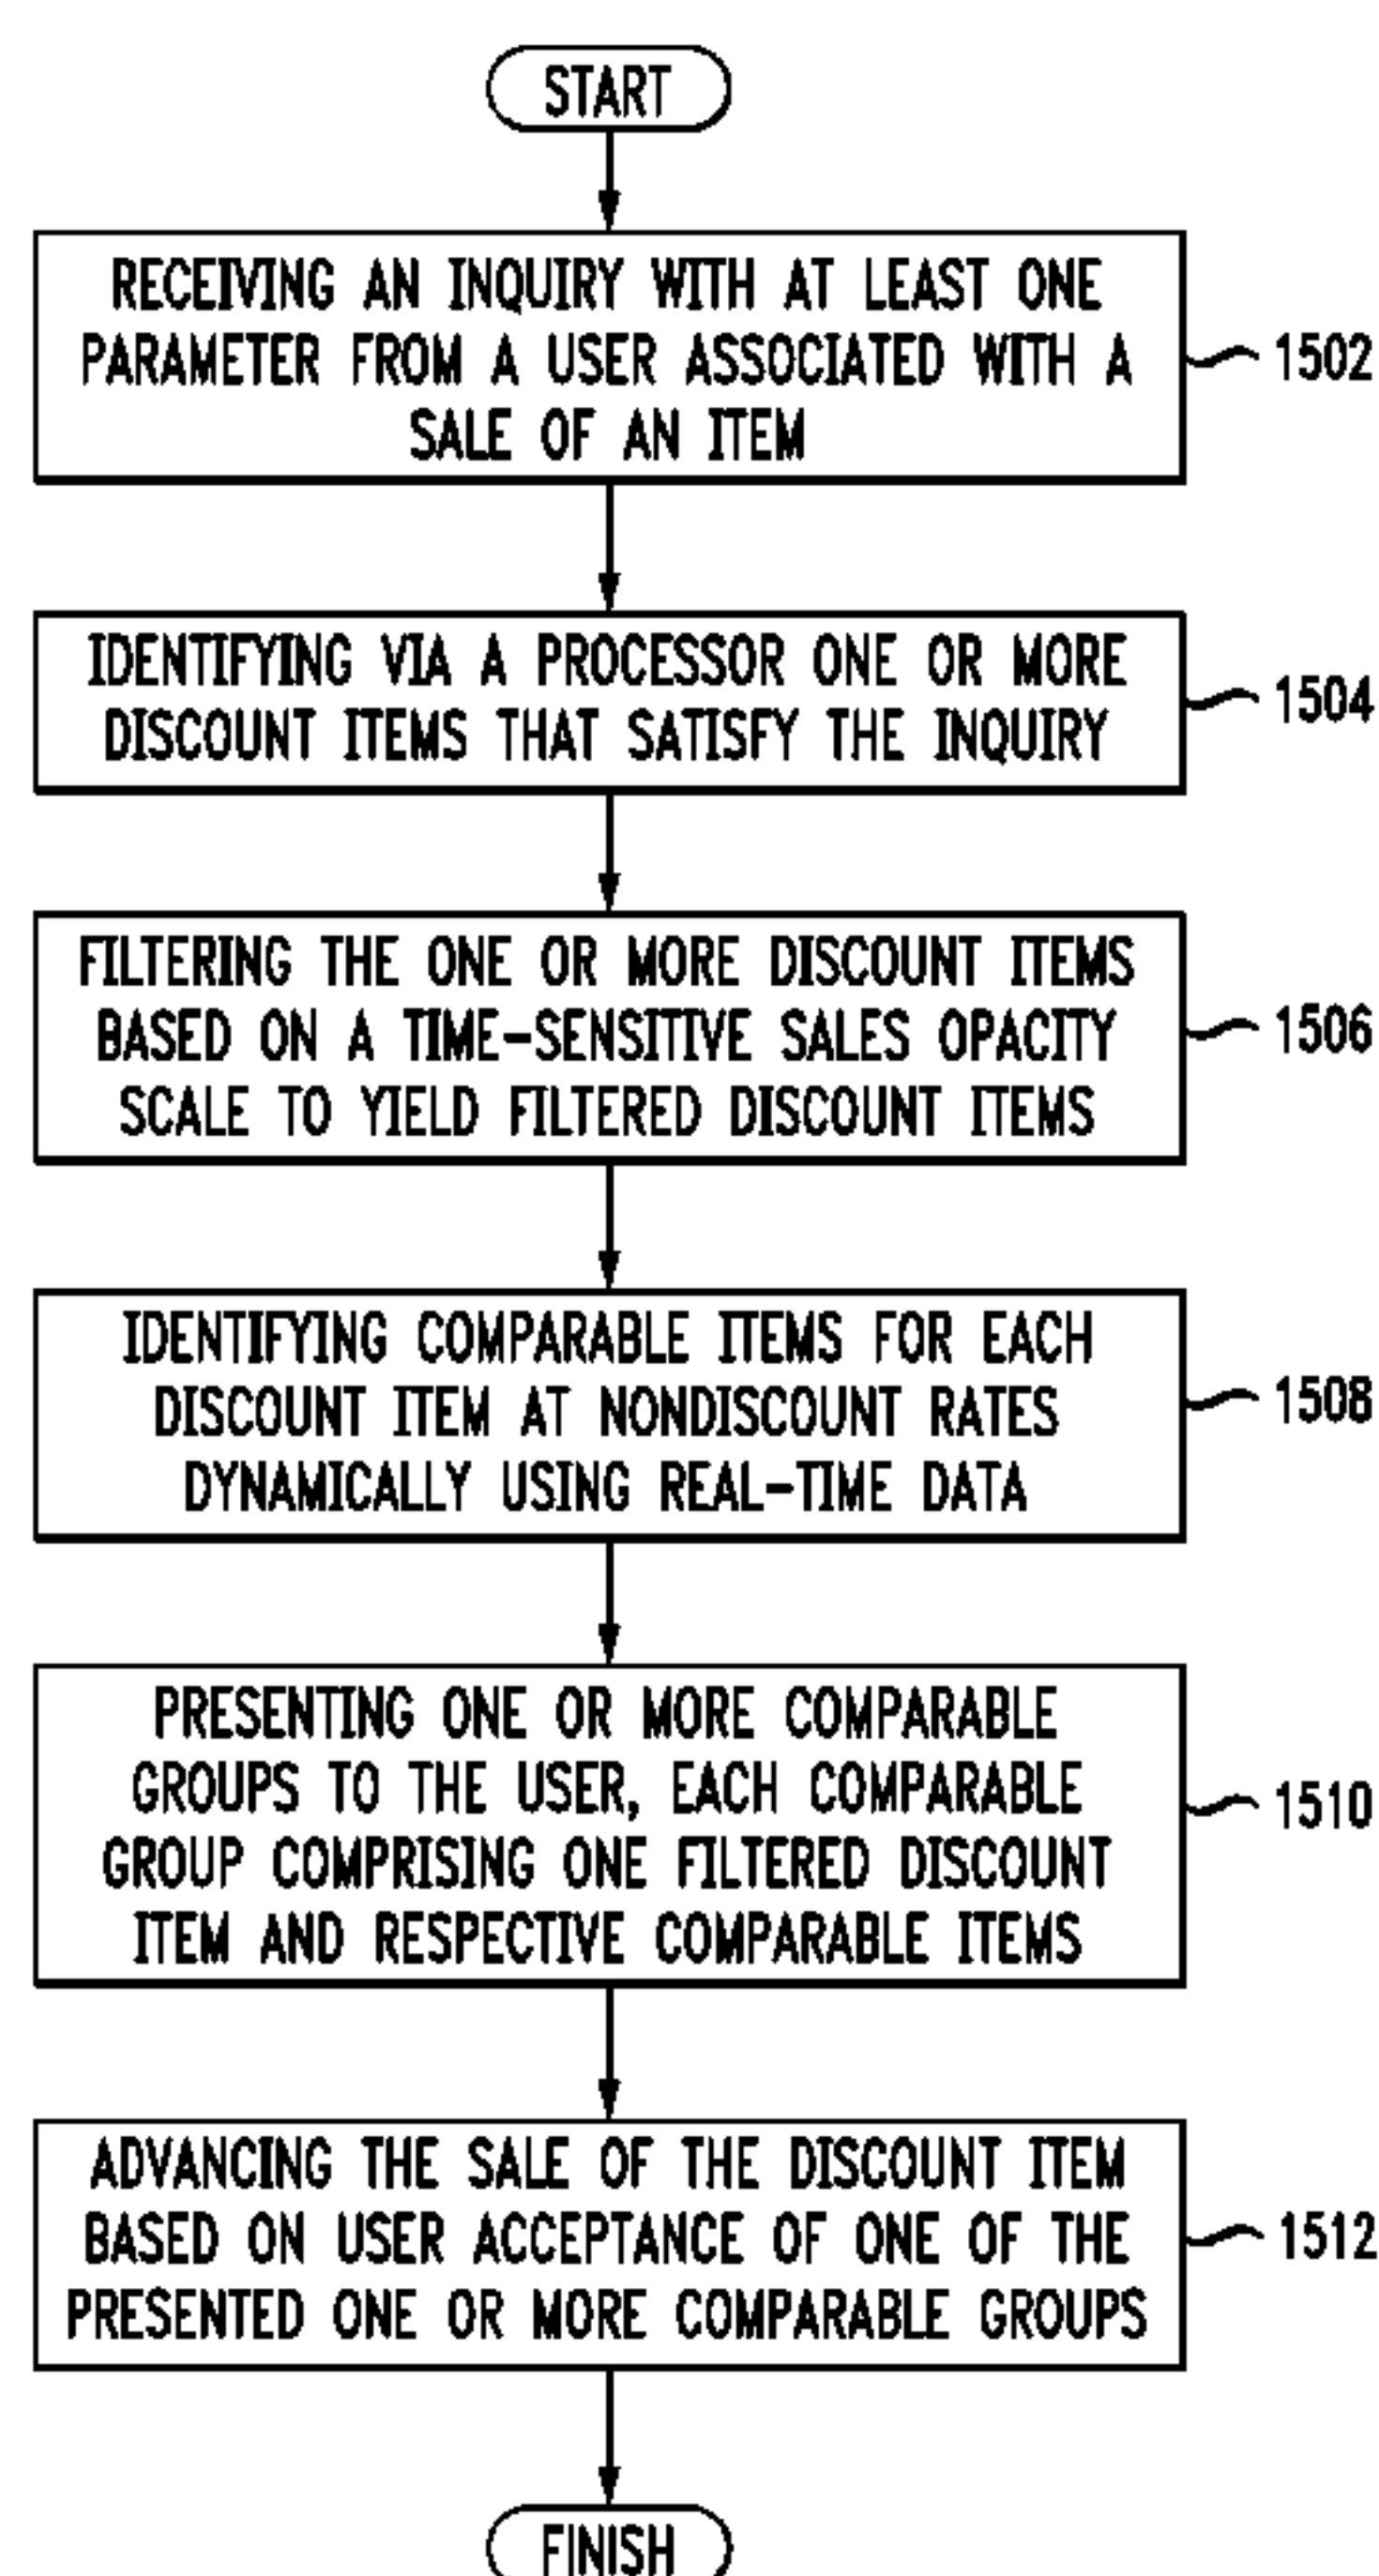 START
RECEIVING AN INQUIRY WITH AT LEAST ONE
PARAMETER FROM A USER ASSOCIATED WITH A
SALE OF AN ITEM
1502
IDENTIFYING VIA A PROCESSOR ONE OR MORE
DISCOUNT ITEMS THAT SATISFY THE INQUIRY
1504
FILTERING THE ONE OR MORE DISCOUNT ITEMS
BASED ON A TIME-SENSITIVE SALES OPACITY
SCALE TO YIELD FILTERED DISCOUNT ITEMS
1506
IDENTIFYING COMPARABLE ITEMS FOR EACH
DISCOUNT ITEM AT NONDISCOUNT RATES
DYNAMICALLY USING REAL-TIME DATA
1508
PRESENTING ONE OR MORE COMPARABLE
GROUPS TO THE USER, EACH COMPARABLE
GROUP COMPRISING ONE FILTERED DISCOUNT
ITEM AND RESPECTIVE COMPARABLE ITEMS
1510
ADVANCING THE SALE OF THE DISCOUNT ITEM
BASED ON USER ACCEPTANCE OF ONE OF THE
PRESENTED ONE OR MORE COMPARABLE GROUPS
1512
FINISH